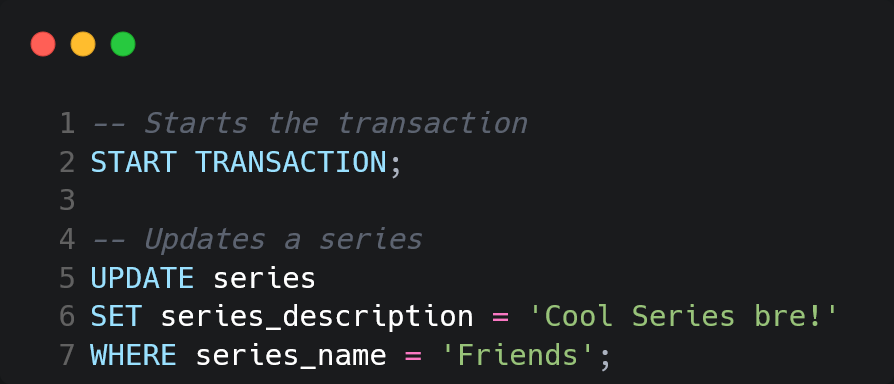 1 -- Starts the transaction
2 START TRANSACTION;
3
4 -- Updates a series
5 UPDATE series
6 SET series_description = 'Cool Series bre!'
7 WHERE series_name = 'Friends';